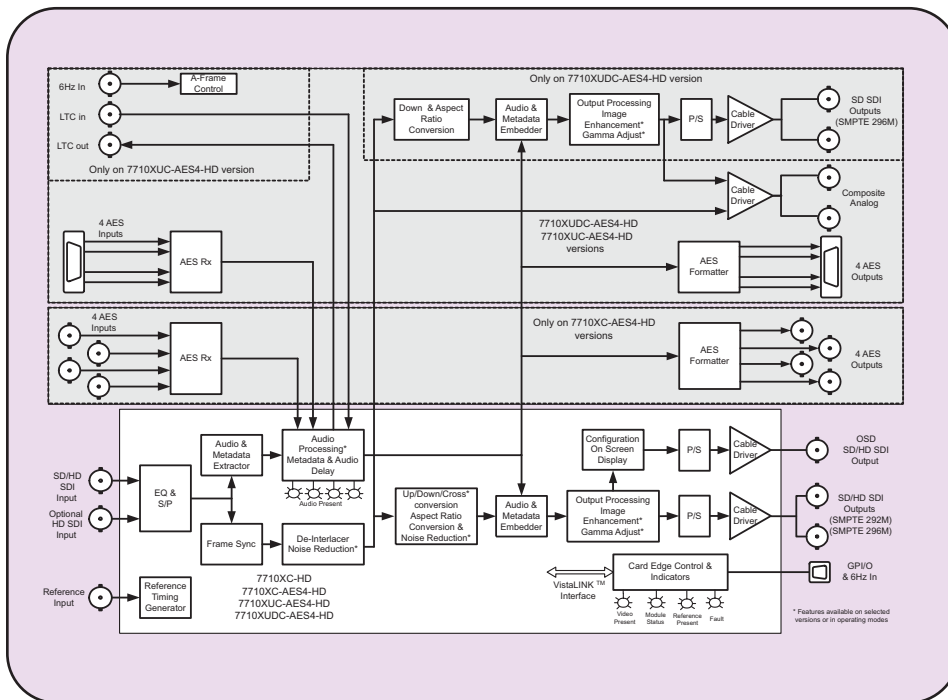 6Hz In
A-Frame
Control
LTC in
LTC out
Only on 7710XUC-AES4-HD version
Only on 7710XUDC-AES4-HD version
Down & Aspect
Ratio
Conversion
Audio &
Metadata
Embedder
Output Processing
Image
Enhancement*
Gamma Adjust*
P/S
Cable
Driver
SD SDI
Outputs
(SMPTE 296M)
Cable
Driver
Composite
Analog
4 AES
Inputs
AES Rx
7710XUDC-AES4-HD
7710XUC-AES4-HD
versions
AES
Formatter
4 AES
Outputs
4 AES
Inputs
AES Rx
Only on 7710XC-AES4-HD
versions
AES
Formatter
4 AES
Outputs
Audio &
Metadata
Extractor
Audio
Processing*
Metadata & Audio
Delay
Audio Present
Configuration
On Screen
Display
P/S
Cable
Driver
OSD
SD/HD SDI
Output
SD/HD
SDI
Input
Optional
HD SDI
Input
EQ &
S/P
Frame Sync
De-Interlacer
Noise Reduction*
Up/Down/Cross*
conversion
Aspect Ratio
Conversion &
Noise Reduction*
Audio &
Metadata
Embedder
Output Processing
Image
Enhancement*
Gamma Adjust*
P/S
Cable
Driver
SD/HD SDI
Outputs
(SMPTE 292M)
(SMPTE 296M)
Reference
Input
Reference
Timing
Generator
7710XC-HD
7710XC-AES4-HD
7710XUC-AES4-HD
7710XUDC-AES4-HD
VistaLINK ™
Interface
Card Edge Control &
Indicators
Video
Present
Module
Status
Reference
Present
Fault
GPI/O
& 6Hz In
* Features available on selected
versions or in operating modes